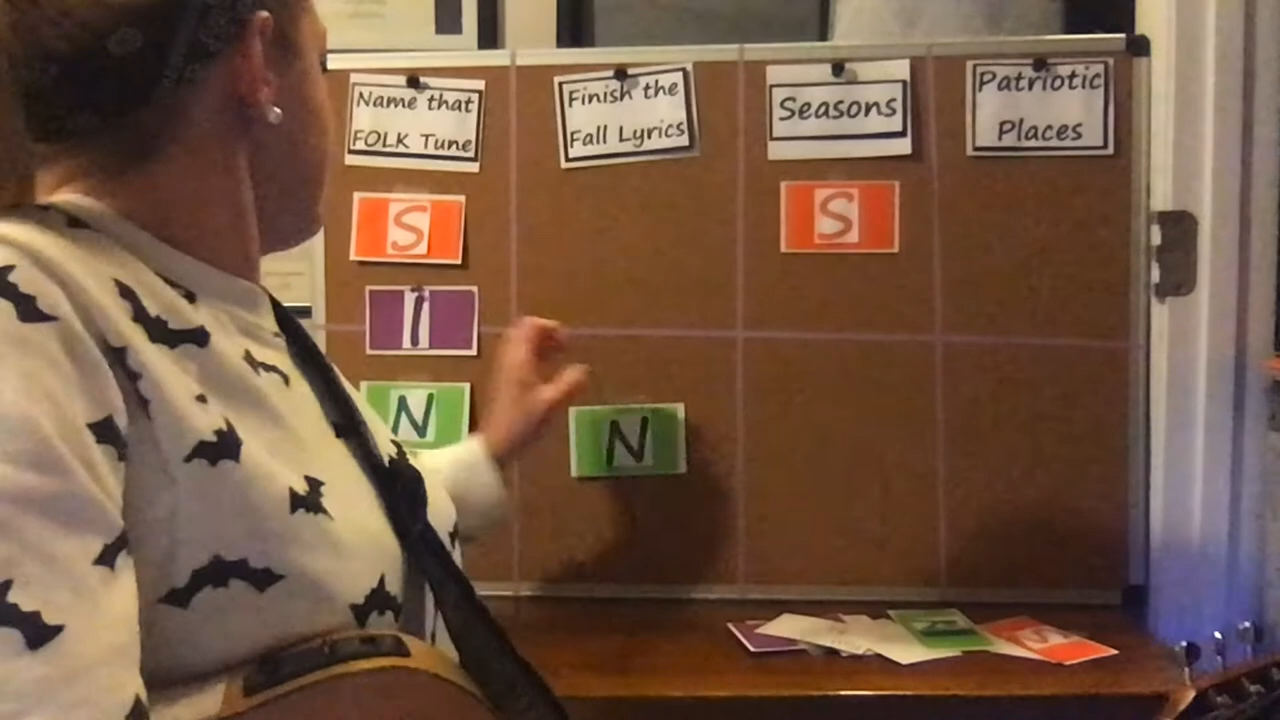 Name that
FOLK Tune
Finish the
Fall Lyrics
Seasons
Patriotic
Places
S
S
I
N
N
N
S